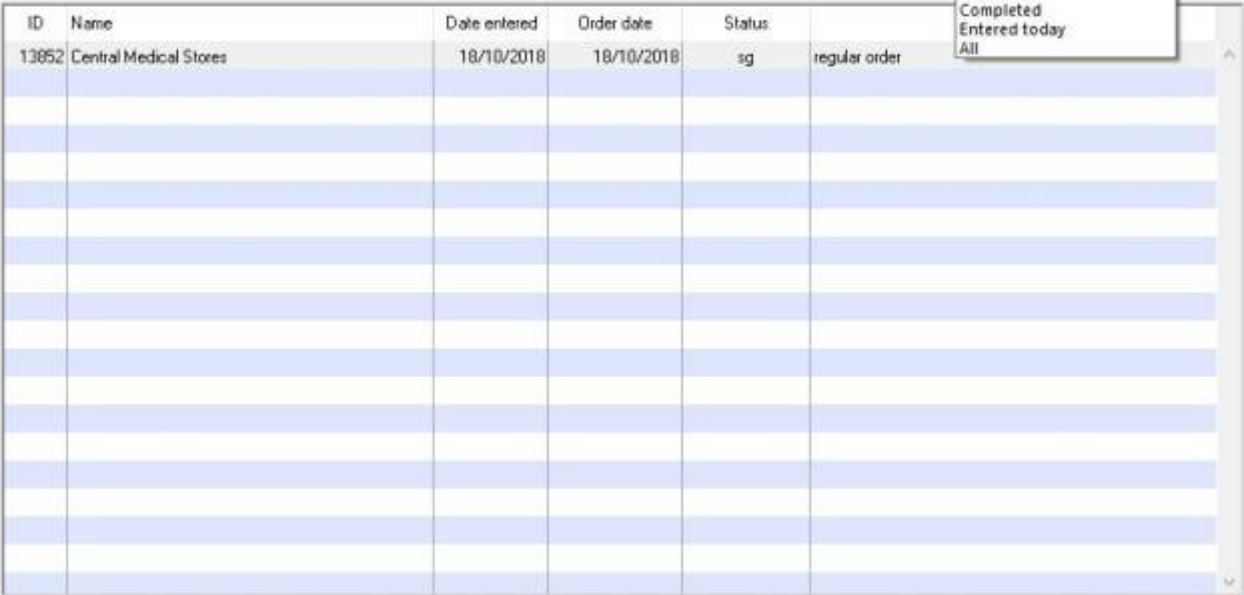 Completed
Entered today
All
ID Name Date entered Order date Status
13852 Central Medical Stores 18/10/2018 18/10/2018 sg regular order